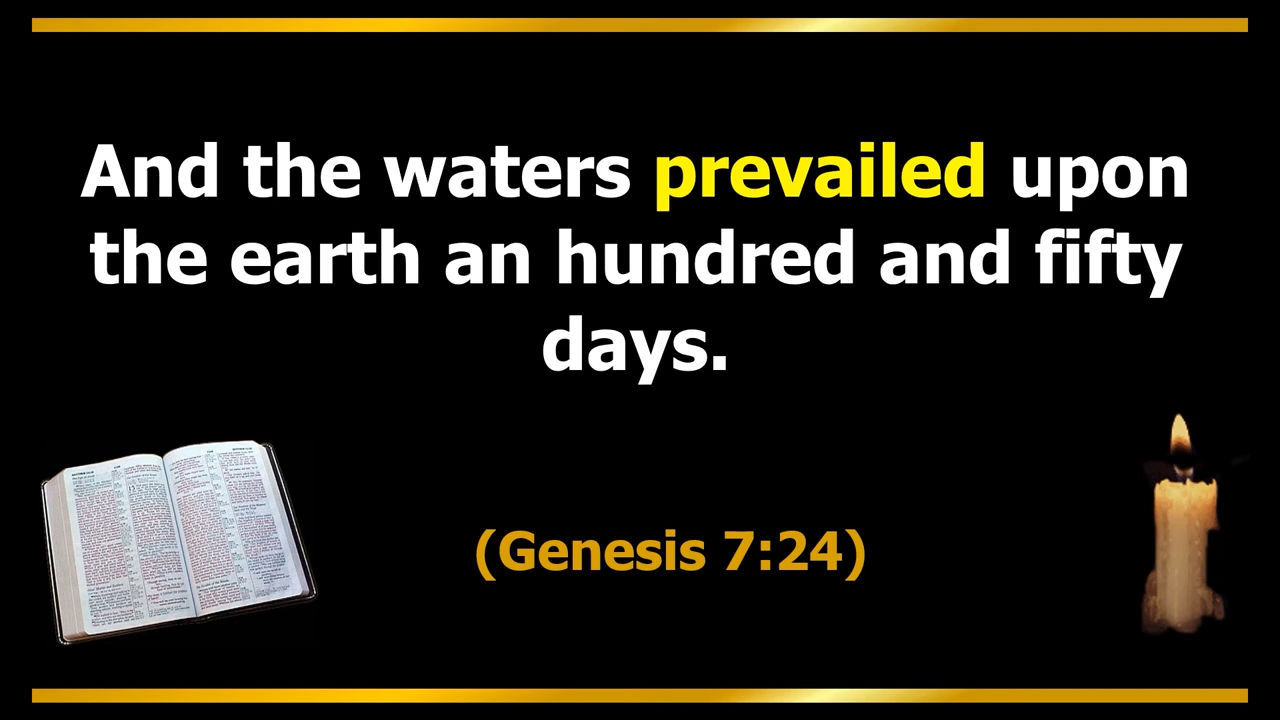 And the waters prevailed upon
the earth an hundred and fifty
days.
(Genesis 7:24)